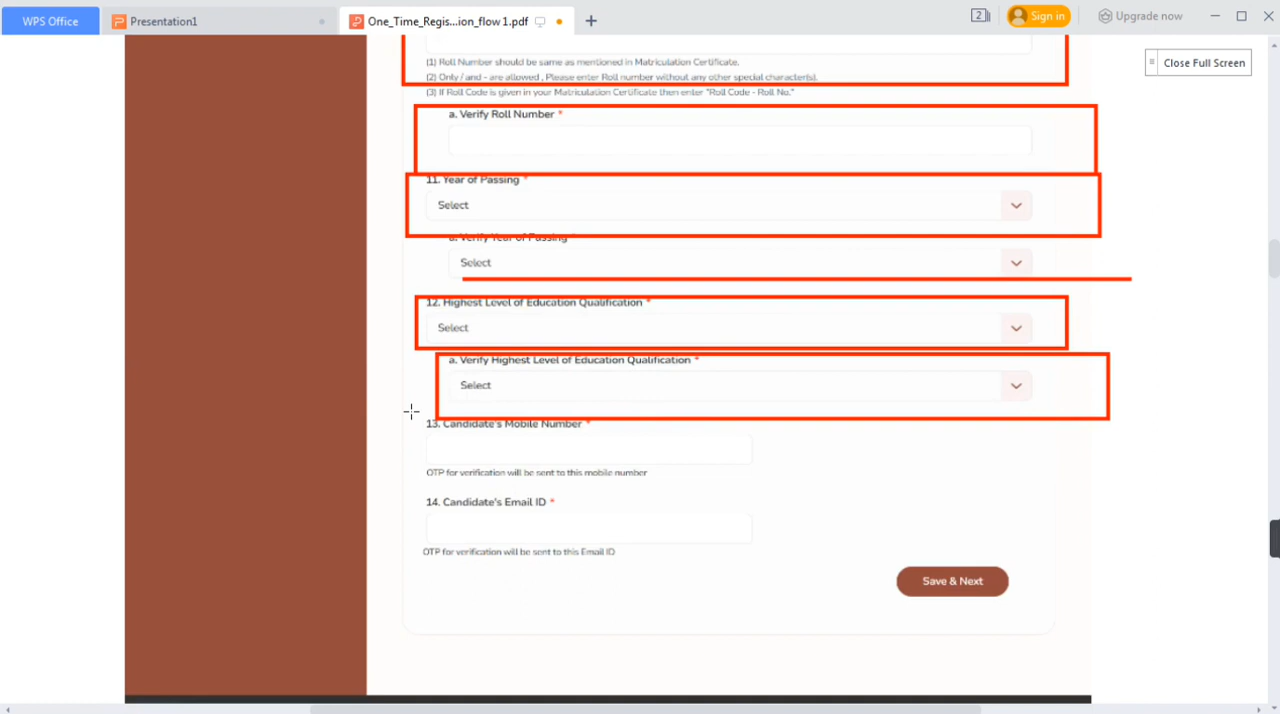 WPS Office
Presentation1
One_Time_Regis...ion_flow 1.pdf
2
Sign in
Upgrade now
Close Full Screen
(1) Roll Number should be same as mentioned in Matriculation Certificate.
(2) Only / and - are allowed , Please enter Roll number without any other special character(s).
(3) If Roll Code is given in your Matriculation Certificate then enter "Roll Code - Roll No."
a. Verify Roll Number *
11. Year of Passing *
Select
a. Verify Year of Passing *
Select
12. Highest Level of Education Qualification *
Select
a. Verify Highest Level of Education Qualification *
Select
13. Candidate's Mobile Number *
OTP for verification will be sent to this mobile number
14. Candidate's Email ID *
OTP for verification will be sent to this Email ID
Save & Next